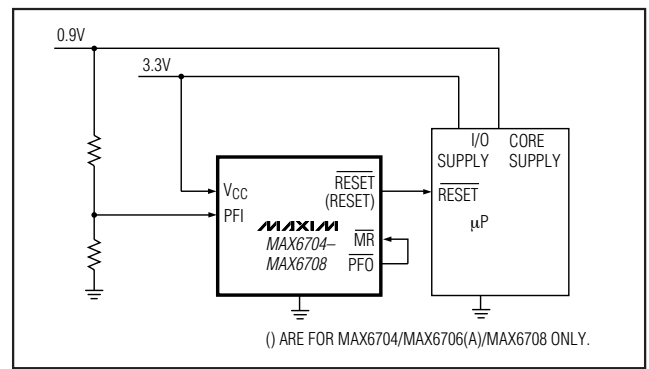 0.9V
3.3V
I/O SUPPLY
CORE SUPPLY
VCC
PFI
RESET
(RESET)
MAXIM
MAX6704–
MAX6708
MR
PFO
RESET
μP
() ARE FOR MAX6704/MAX6706(A)/MAX6708 ONLY.